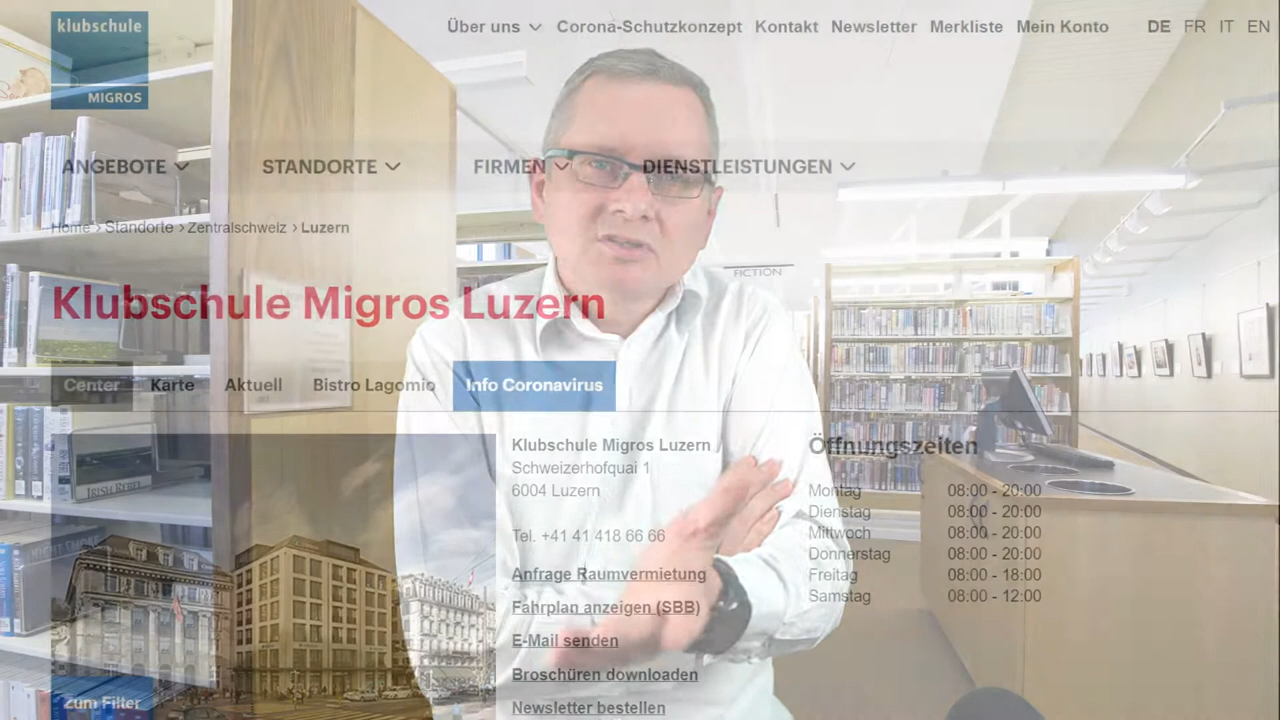 klubschule
MIGROS
Über uns Corona-Schutzkonzept Kontakt Newsletter Merkliste Mein Konto DE FR IT EN
ANGEBOTE STANDORTE FIRMEN DIENSTLEISTUNGEN
Home › Standorte › Zentralschweiz › Luzern
FICTION
Klubschule Migros Luzern
Center Karte Aktuell Bistro Lagomio Info Coronavirus
Klubschule Migros Luzern
Schweizerhofquai 1
6004 Luzern
Tel. +41 41 418 66 66
Anfrage Raumvermietung
Fahrplan anzeigen (SBB)
E-Mail senden
Broschüren downloaden
Newsletter bestellen
Öffnungszeiten
Montag 08:00 - 20:00
Dienstag 08:00 - 20:00
Mittwoch 08:00 - 20:00
Donnerstag 08:00 - 20:00
Freitag 08:00 - 18:00
Samstag 08:00 - 12:00
IRISH REBEL
Zum Filter